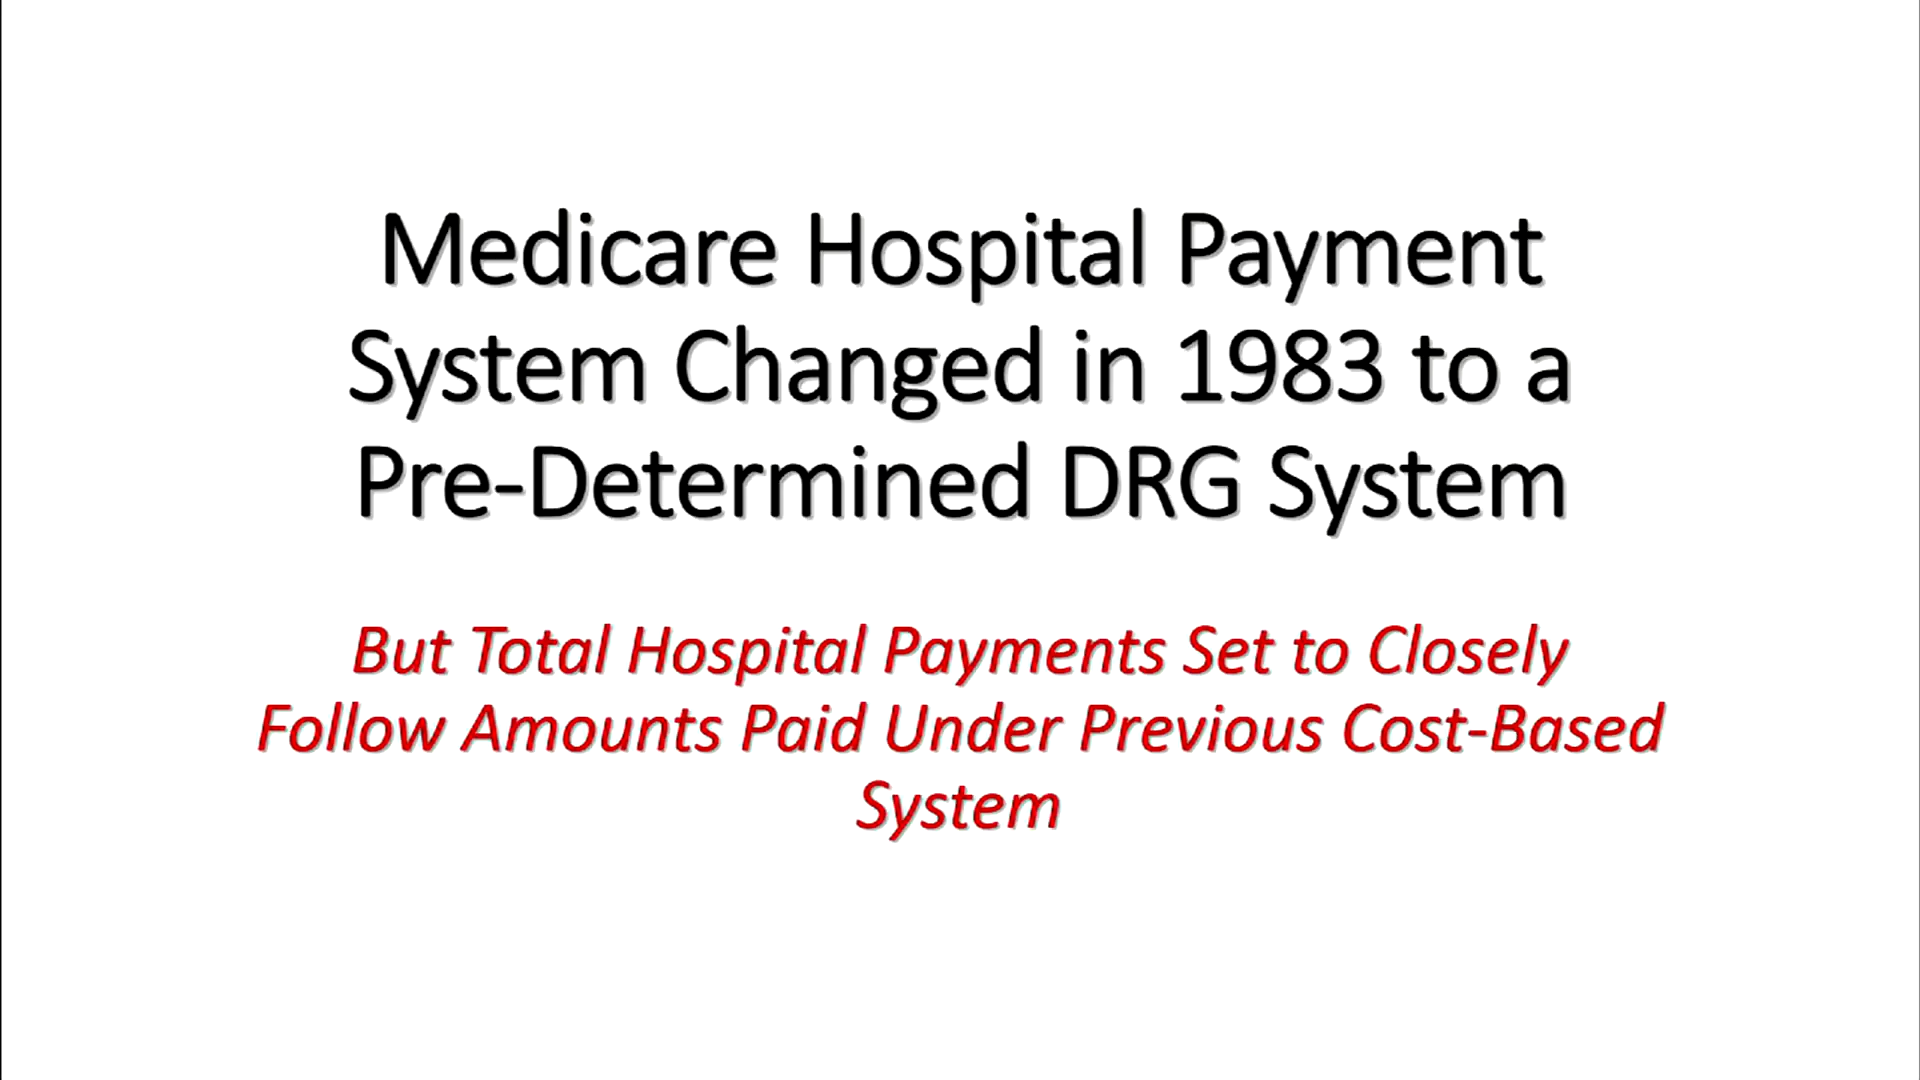 Medicare Hospital Payment
System Changed in 1983 to a
Pre-Determined DRG System
But Total Hospital Payments Set to Closely
Follow Amounts Paid Under Previous Cost-Based
System